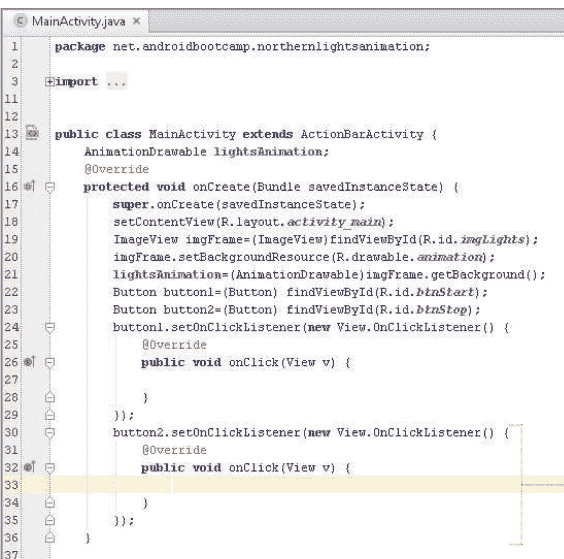 MainActivity.java ×
1 package net.androidbootcamp.northernlightsanimation;
2
3 import ...
11
12
13 public class MainActivity extends ActionBarActivity {
14 AnimationDrawable lightsAnimation;
15 @Override
16 protected void onCreate(Bundle savedInstanceState) {
17 super.onCreate(savedInstanceState);
18 setContentView(R.layout.activity_main);
19 ImageView imgFrame=(ImageView)findViewById(R.id.imgLights);
20 imgFrame.setBackgroundResource(R.drawable.animation);
21 lightsAnimation=(AnimationDrawable)imgFrame.getBackground();
22 Button button1=(Button) findViewById(R.id.btnStart);
23 Button button2=(Button) findViewById(R.id.btnStop);
24 button1.setOnClickListener(new View.OnClickListener() {
25 @Override
26 public void onClick(View v) {
27
28 }
29 });
30 button2.setOnClickListener(new View.OnClickListener() {
31 @Override
32 public void onClick(View v) {
33
34 }
35 });
36 }
37